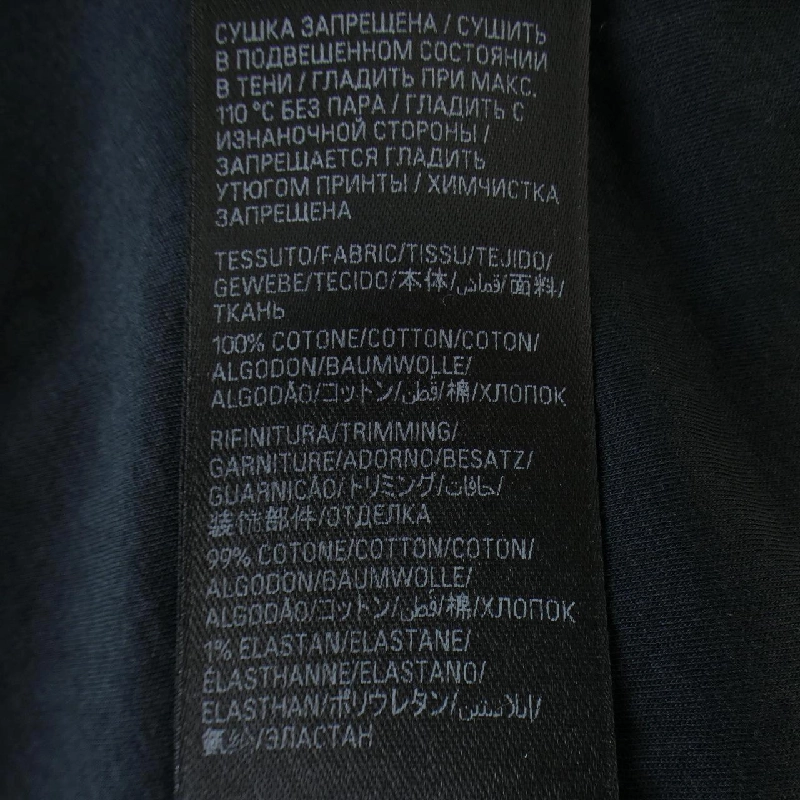 СУШКА ЗАПРЕЩЕНА / СУШИТЬ
В ПОДВЕШЕННОМ СОСТОЯНИИ
В ТЕНИ / ГЛАДИТЬ ПРИ МАКС.
110 °C БЕЗ ПАРА / ГЛАДИТЬ С
ИЗНАНОЧНОЙ СТОРОНЫ /
ЗАПРЕЩАЕТСЯ ГЛАДИТЬ
УТЮГОМ ПРИНТЫ / ХИМЧИСТКА
ЗАПРЕЩЕНА
TESSUTO/FABRIC/TISSU/TEJIDO/
GEWEBE/TECIDO/本体/قماش/面料/
ТКАНЬ
100% COTONE/COTTON/COTON/
ALGODON/BAUMWOLLE/
ALGODÃO/コットン/قطن/棉/ХЛОПОК
RIFINITURA/TRIMMING/
GARNITURE/ADORNO/BESATZ/
GUARNICÃO/トリミング/حافات/
装饰部件/ОТДЕЛКА
99% COTONE/COTTON/COTON/
ALGODON/BAUMWOLLE/
ALGODÃO/コットン/قطن/棉/ХЛОПОК
1% ELASTAN/ELASTANE/
ÉLASTHANNE/ELASTANO/
ELASTHAN/ポリウレタン/إيلاستين/
氨纶/ЭЛАСТАН